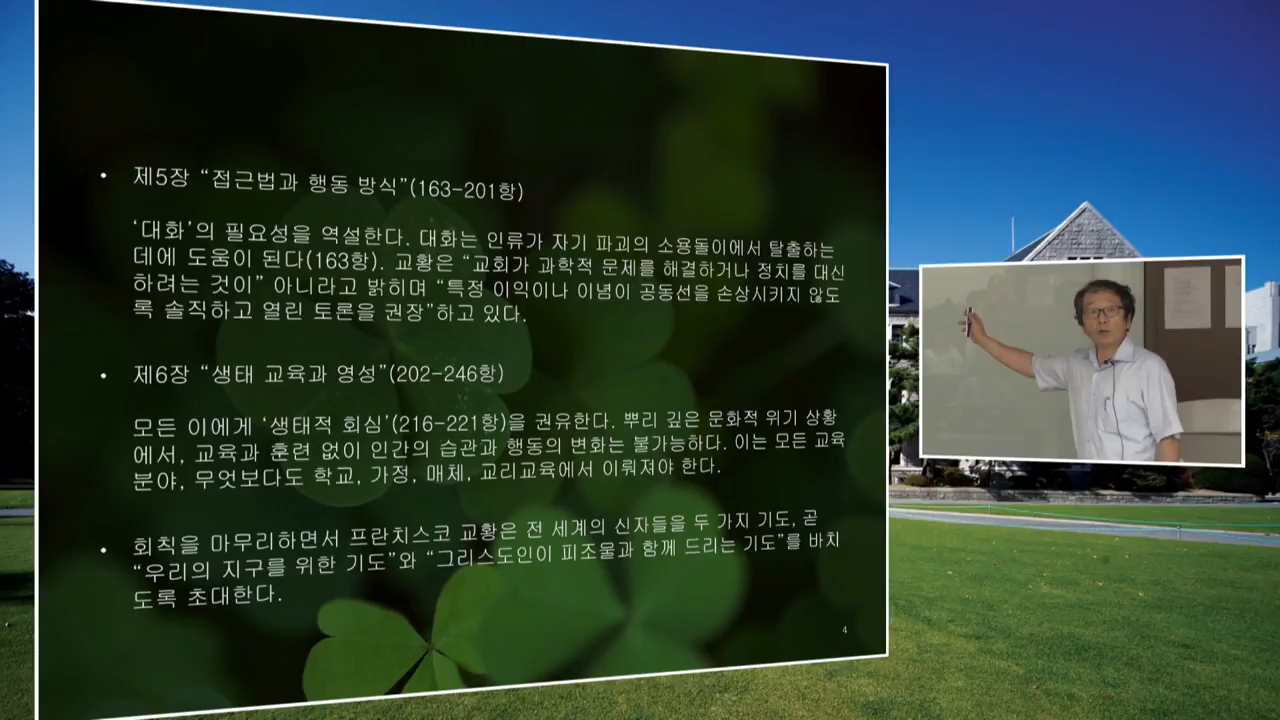 • 제5장 “접근법과 행동 방식”(163-201항)
‘대화’의 필요성을 역설한다. 대화는 인류가 자기 파괴의 소용돌이에서 탈출하는
데에 도움이 된다(163항). 교황은 “교회가 과학적 문제를 해결하거나 정치를 대신
하려는 것이” 아니라고 밝히며 “특정 이익이나 이념이 공동선을 손상시키지 않도
록 솔직하고 열린 토론을 권장”하고 있다.
• 제6장 “생태 교육과 영성”(202-246항)
모든 이에게 ‘생태적 회심’(216-221항)을 권유한다. 뿌리 깊은 문화적 위기 상황
에서, 교육과 훈련 없이 인간의 습관과 행동의 변화는 불가능하다. 이는 모든 교육
분야, 무엇보다도 학교, 가정, 매체, 교리교육에서 이뤄져야 한다.
• 회칙을 마무리하면서 프란치스코 교황은 전 세계의 신자들을 두 가지 기도, 곧
“우리의 지구를 위한 기도”와 “그리스도인이 피조물과 함께 드리는 기도”를 바치
도록 초대한다.
4